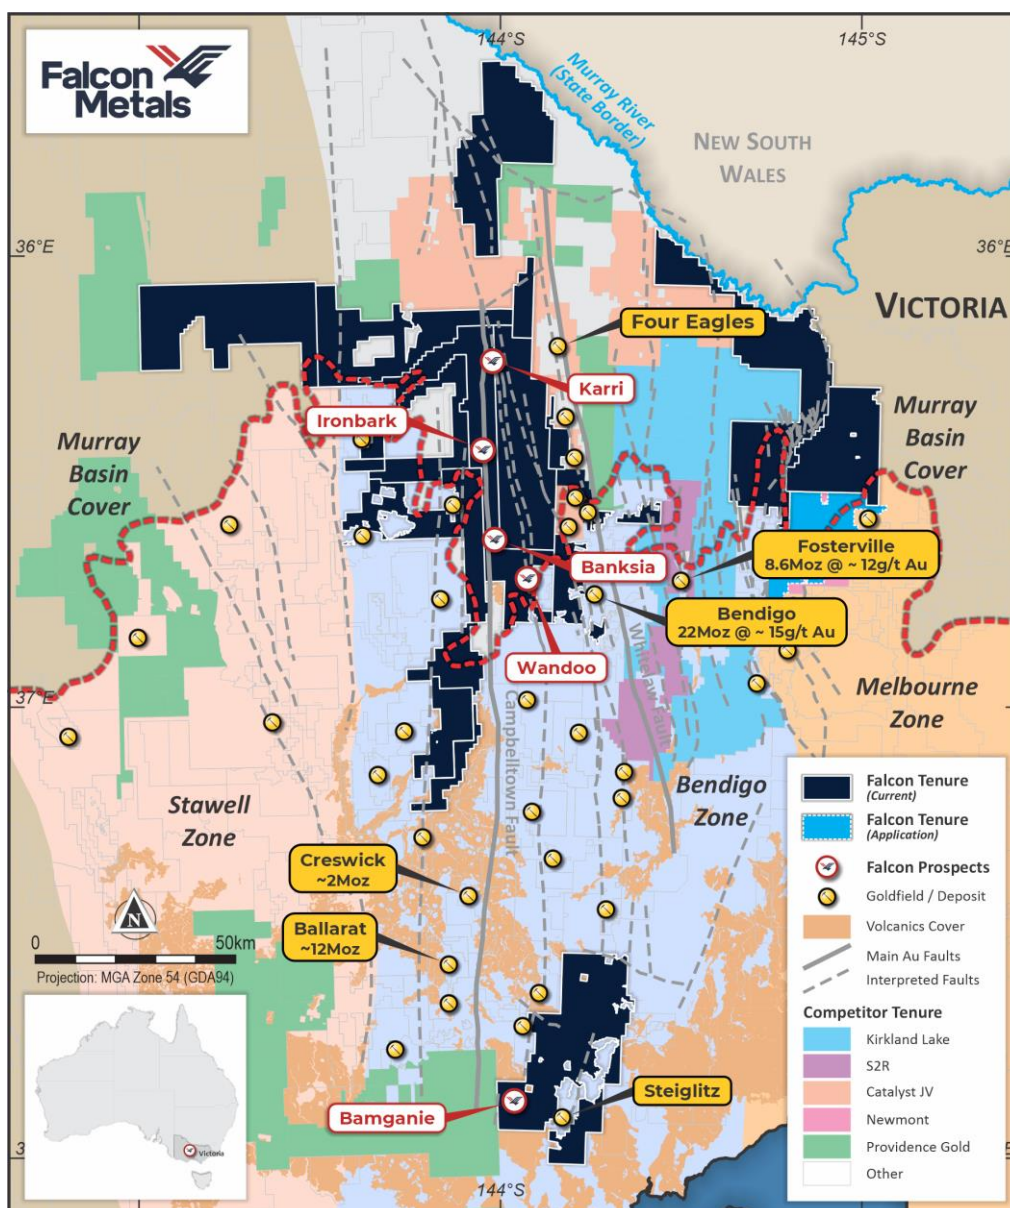 Falcon
Metals
144°S
145°S
Murray River
(State Border)
NEW SOUTH
WALES
36°E
36°E
VICTORIA
Four Eagles
Karri
Ironbark
Murray
Basin
Cover
Murray
Basin
Cover
Banksia
Fosterville
8.6Moz @ ~ 12g/t Au
Bendigo
22Moz @ ~ 15g/t Au
Wandoo
Whitelaw Fault
Campbelltown Fault
37°E
Melbourne
Zone
Stawell
Zone
Bendigo
Zone
Creswick
~2Moz
Ballarat
~12Moz
N
0 50km
Projection: MGA Zone 54 (GDA94)
Victoria
Steiglitz
Bamganie
144°S
Falcon Tenure
(Current)
Falcon Tenure
(Application)
Falcon Prospects
Goldfield / Deposit
Volcanics Cover
Main Au Faults
Interpreted Faults
Competitor Tenure
Kirkland Lake
S2R
Catalyst JV
Newmont
Providence Gold
Other